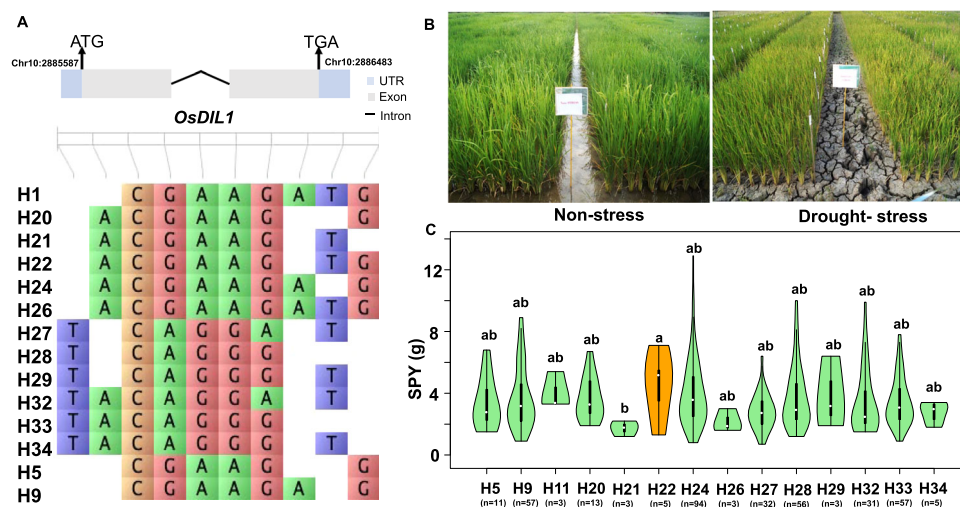 A
ATG
TGA
Chr10:2885587
Chr10:2886483
UTR
Exon
Intron
OsDIL1
H1 C G A A G A T G
H20 A C G A A G G
H21 A C G A A G T
H22 A C G A A G T G
H24 A C G A A G A G
H26 A C G A A G A T G
H27 T C A G G A T
H28 T C A G G G
H29 T C A G G G T
H32 T A C A G G A T
H33 T A C A G G G
H34 T A C A G G G T
H5 C G A A G G
H9 C G A A G A G
B
Non-stress
Drought- stress
C
SPY (g)
12
8
4
0
ab ab ab ab b a ab ab ab ab ab ab ab ab
H5 H9 H11 H20 H21 H22 H24 H26 H27 H28 H29 H32 H33 H34
(n=11) (n=57) (n=3) (n=13) (n=3) (n=5) (n=94) (n=3) (n=32) (n=56) (n=3) (n=31) (n=57) (n=5)